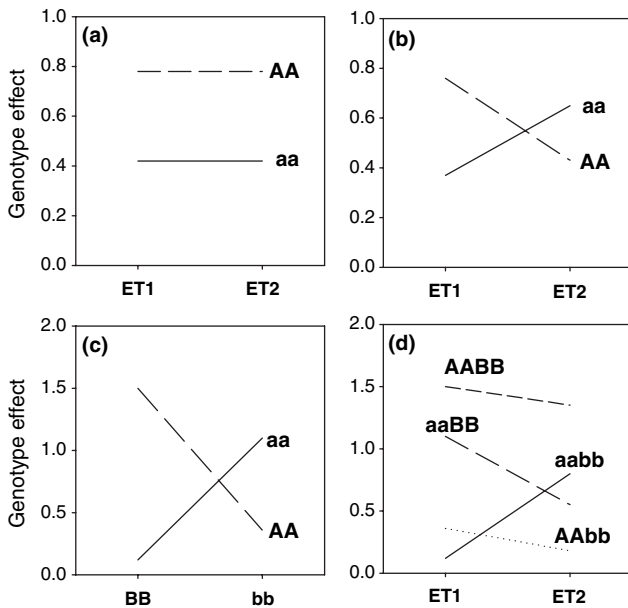 (a)
1.0
0.8
0.6
0.4
0.2
0.0
Genotype effect
AA
aa
ET1 ET2
(b)
1.0
0.8
0.6
0.4
0.2
0.0
aa
AA
ET1 ET2
(c)
2.0
1.5
1.0
0.5
0.0
Genotype effect
aa
AA
BB bb
(d)
2.0
1.5
1.0
0.5
0.0
AABB
aaBB
aabb
AAbb
ET1 ET2